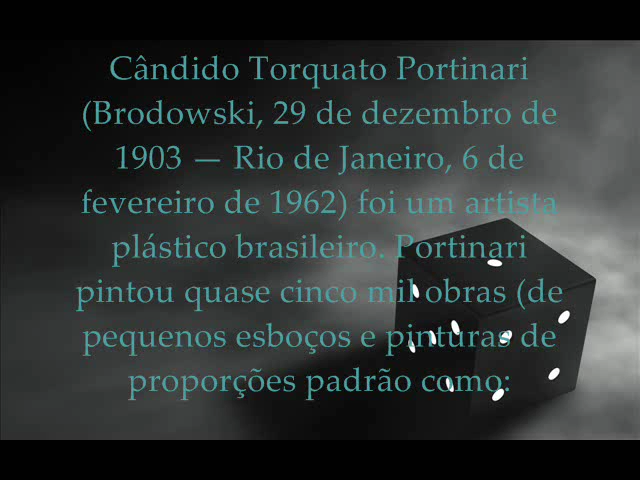 Cândido Torquato Portinari
(Brodowski, 29 de dezembro de
1903 — Rio de Janeiro, 6 de
fevereiro de 1962) foi um artista
plástico brasileiro. Portinari
pintou quase cinco mil obras (de
pequenos esboços e pinturas de
proporções padrão como: